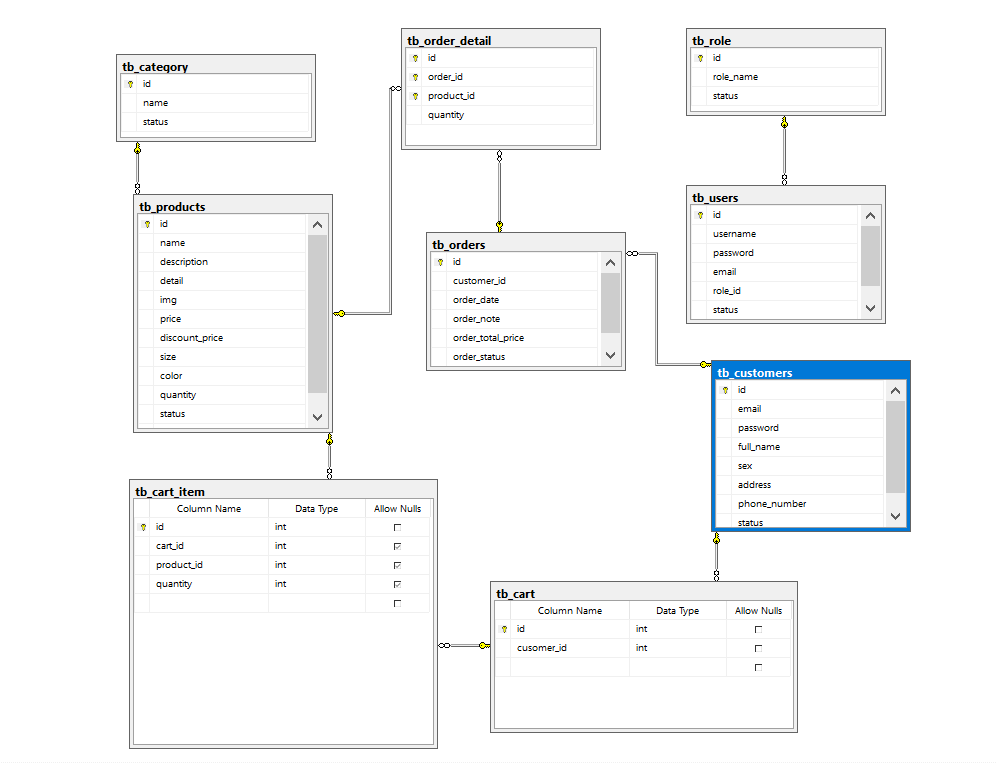 tb_category
id
name
status
tb_order_detail
id
order_id
product_id
quantity
tb_role
id
role_name
status
tb_products
id
name
description
detail
img
price
discount_price
size
color
quantity
status
tb_orders
id
customer_id
order_date
order_note
order_total_price
order_status
tb_users
id
username
password
email
role_id
status
tb_customers
id
email
password
full_name
sex
address
phone_number
status
tb_cart_item
Column Name Data Type Allow Nulls
id int
cart_id int
product_id int
quantity int
tb_cart
Column Name Data Type Allow Nulls
id int
cusomer_id int